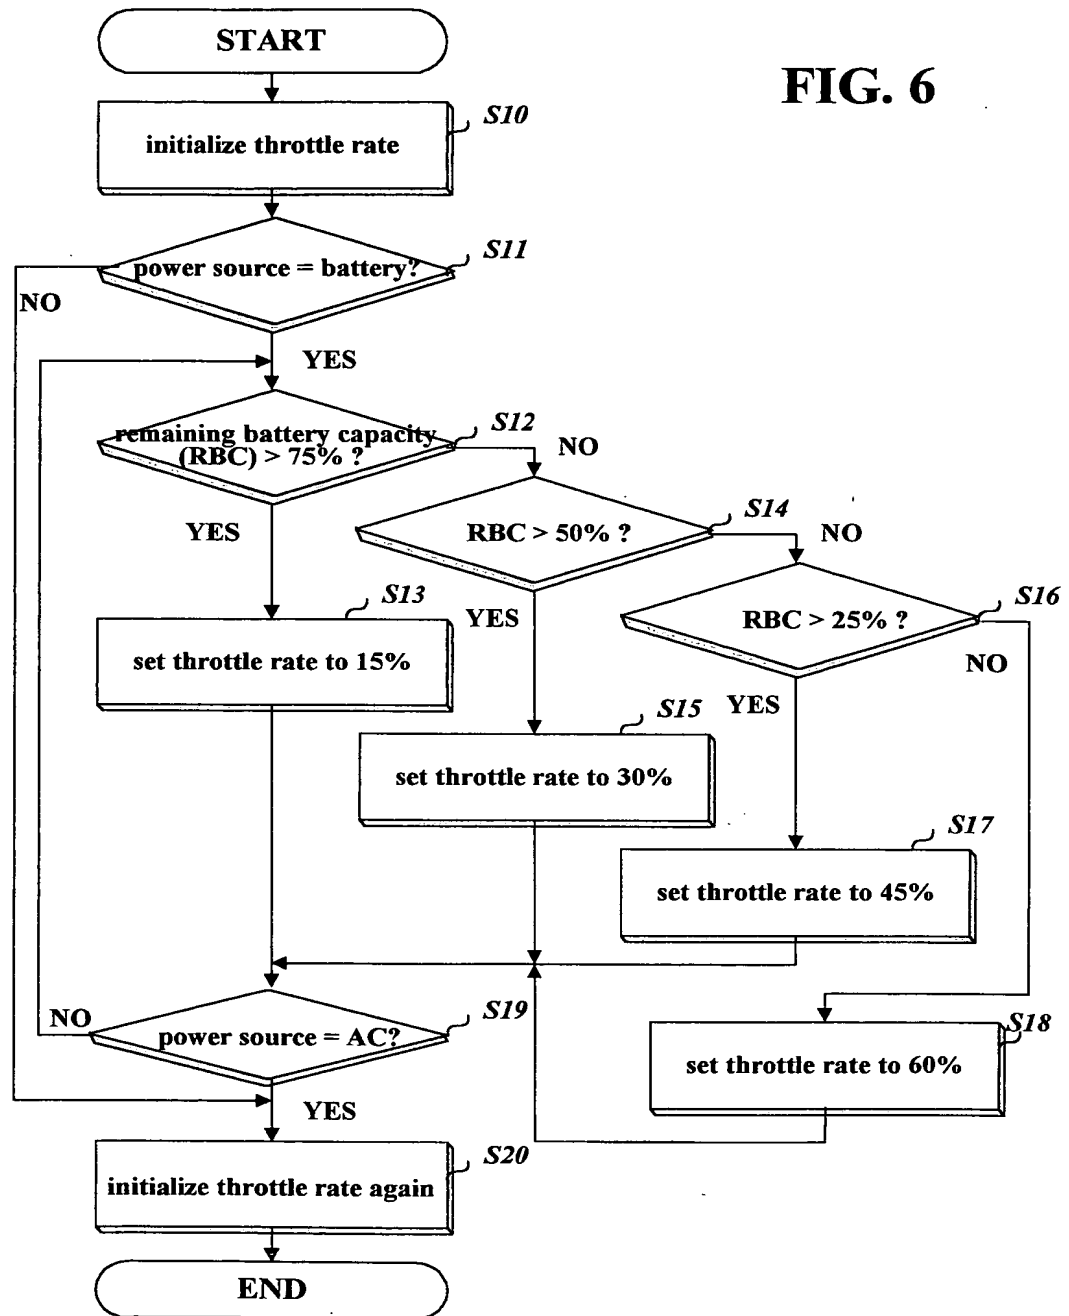 START
FIG. 6
S10
initialize throttle rate
S11
power source = battery?
NO
YES
S12
remaining battery capacity
(RBC) > 75% ?
NO
YES
S14
RBC > 50% ?
NO
YES
S13
set throttle rate to 15%
S16
RBC > 25% ?
NO
YES
S15
set throttle rate to 30%
S17
set throttle rate to 45%
S19
power source = AC?
NO
YES
S18
set throttle rate to 60%
S20
initialize throttle rate again
END